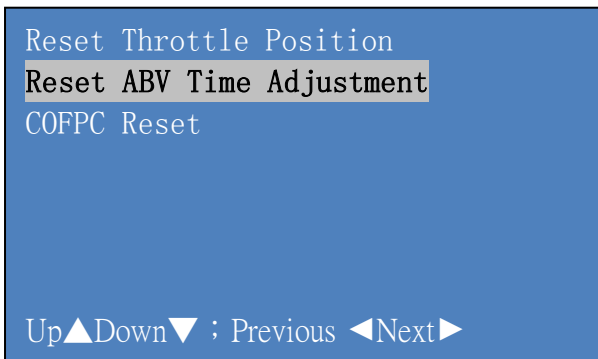 Reset Throttle Position
Reset ABV Time Adjustment
COFPC Reset
Up▲Down▼；Previous ◀Next▶